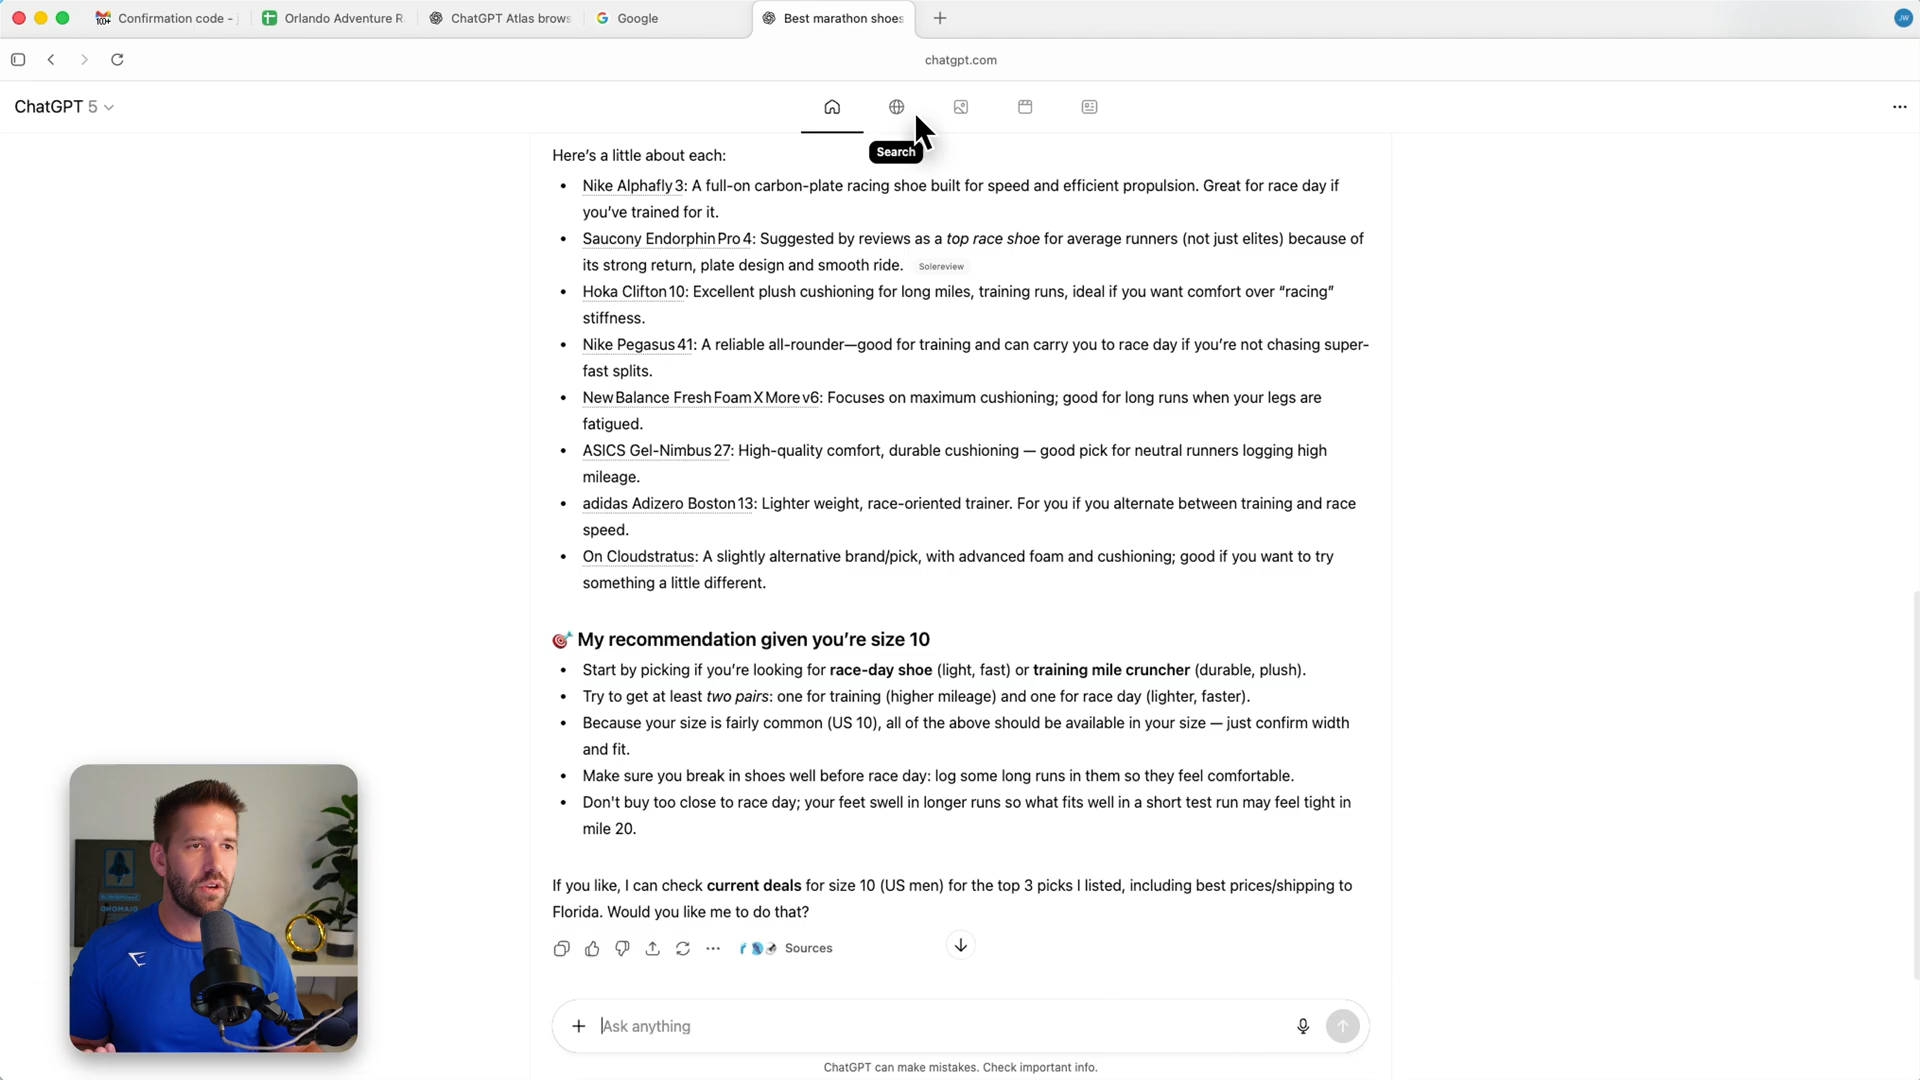 Confirmation code -
Orlando Adventure R
ChatGPT Atlas brows
Google
Best marathon shoes
JW
chatgpt.com
ChatGPT 5
Search
Here's a little about each:
• Nike Alphafly 3: A full-on carbon-plate racing shoe built for speed and efficient propulsion. Great for race day if
you've trained for it.
• Saucony Endorphin Pro 4: Suggested by reviews as a top race shoe for average runners (not just elites) because of
its strong return, plate design and smooth ride. Solereview
• Hoka Clifton 10: Excellent plush cushioning for long miles, training runs, ideal if you want comfort over “racing”
stiffness.
• Nike Pegasus 41: A reliable all-rounder—good for training and can carry you to race day if you're not chasing super-
fast splits.
• New Balance Fresh Foam X More v6: Focuses on maximum cushioning; good for long runs when your legs are
fatigued.
• ASICS Gel-Nimbus 27: High-quality comfort, durable cushioning — good pick for neutral runners logging high
mileage.
• adidas Adizero Boston 13: Lighter weight, race-oriented trainer. For you if you alternate between training and race
speed.
• On Cloudstratus: A slightly alternative brand/pick, with advanced foam and cushioning; good if you want to try
something a little different.
🎯 My recommendation given you're size 10
• Start by picking if you're looking for race-day shoe (light, fast) or training mile cruncher (durable, plush).
• Try to get at least two pairs: one for training (higher mileage) and one for race day (lighter, faster).
• Because your size is fairly common (US 10), all of the above should be available in your size — just confirm width
and fit.
• Make sure you break in shoes well before race day: log some long runs in them so they feel comfortable.
• Don't buy too close to race day; your feet swell in longer runs so what fits well in a short test run may feel tight in
mile 20.
If you like, I can check current deals for size 10 (US men) for the top 3 picks I listed, including best prices/shipping to
Florida. Would you like me to do that?
Sources
Ask anything
ChatGPT can make mistakes. Check important info.